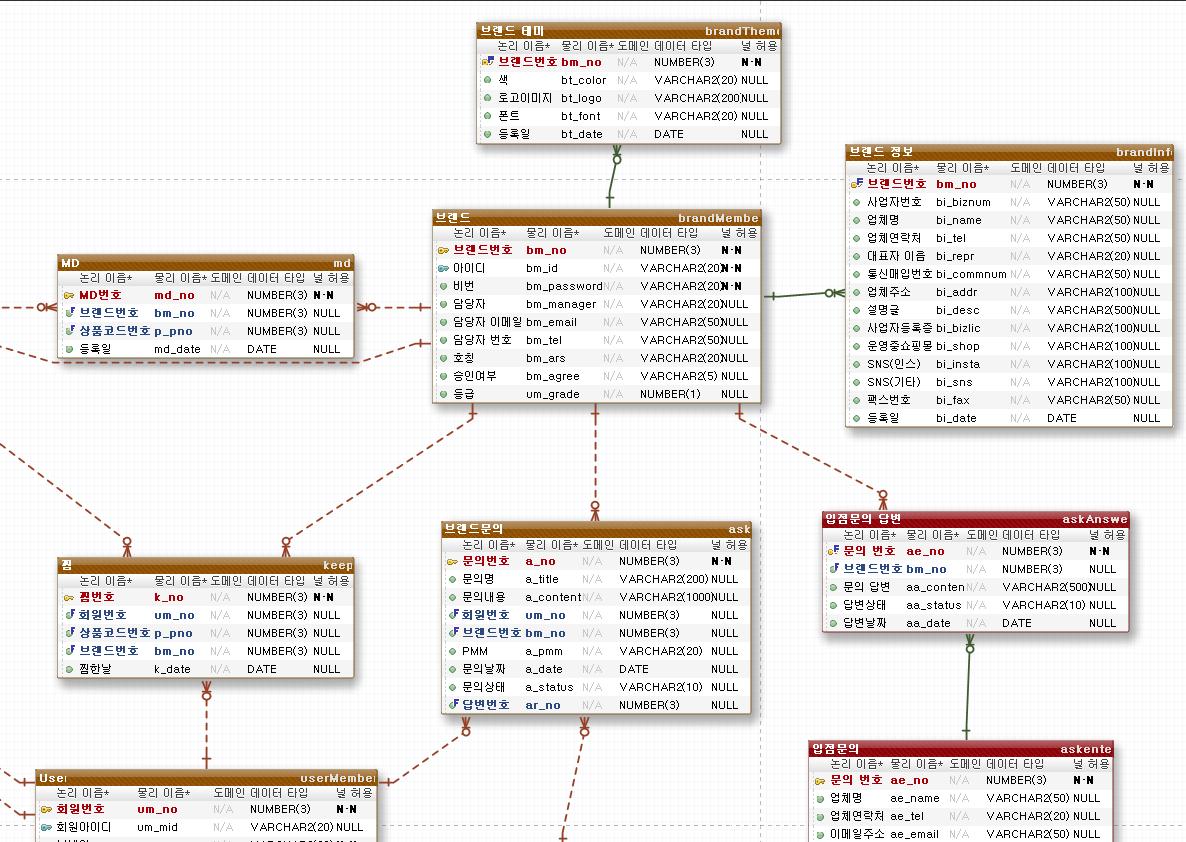 브랜드 테마 brandTheme
논리 이름* 물리 이름* 도메인 데이터 타입 널 허용
브랜드번호 bm_no N/A NUMBER(3) N-N
색 bt_color N/A VARCHAR2(20) NULL
로고이미지 bt_logo N/A VARCHAR2(200 NULL
폰트 bt_font N/A VARCHAR2(20) NULL
등록일 bt_date N/A DATE NULL
브랜드 정보 brandInf
논리 이름* 물리 이름* 도메인 데이터 타입 널 허용
브랜드번호 bm_no N/A NUMBER(3) N-N
사업자번호 bi_biznum N/A VARCHAR2(50) NULL
업체명 bi_name N/A VARCHAR2(50) NULL
업체연락처 bi_tel N/A VARCHAR2(50) NULL
대표자 이름 bi_repr N/A VARCHAR2(20) NULL
통신매입번호 bi_commnum N/A VARCHAR2(50) NULL
업체주소 bi_addr N/A VARCHAR2(100 NULL
설명글 bi_desc N/A VARCHAR2(500 NULL
사업자등록증 bi_bizlic N/A VARCHAR2(100 NULL
운영중쇼핑몰 bi_shop N/A VARCHAR2(100 NULL
SNS(인스) bi_insta N/A VARCHAR2(100 NULL
SNS(기타) bi_sns N/A VARCHAR2(100 NULL
팩스번호 bi_fax N/A VARCHAR2(50) NULL
등록일 bi_date N/A DATE NULL
브랜드 brandMembe
논리 이름* 물리 이름* 도메인 데이터 타입 널 허용
브랜드번호 bm_no N/A NUMBER(3) N-N
아이디 bm_id N/A VARCHAR2(20) N-N
비번 bm_password N/A VARCHAR2(20) N-N
담당자 bm_manager N/A VARCHAR2(20) NULL
담당자 이메일 bm_email N/A VARCHAR2(50) NULL
담당자 번호 bm_tel N/A VARCHAR2(50) NULL
호칭 bm_ars N/A VARCHAR2(20) NULL
승인여부 bm_agree N/A VARCHAR2(5) NULL
등급 um_grade N/A NUMBER(1) NULL
MD md
논리 이름* 물리 이름* 도메인 데이터 타입 널 허용
MD번호 md_no N/A NUMBER(3) N-N
브랜드번호 bm_no N/A NUMBER(3) NULL
상품코드번호 p_pno N/A NUMBER(3) NULL
등록일 md_date N/A DATE NULL
찜 keep
논리 이름* 물리 이름* 도메인 데이터 타입 널 허용
찜번호 k_no N/A NUMBER(3) N-N
회원번호 um_no N/A NUMBER(3) NULL
상품코드번호 p_pno N/A NUMBER(3) NULL
브랜드번호 bm_no N/A NUMBER(3) NULL
찜한날 k_date N/A DATE NULL
브랜드문의 ask
논리 이름* 물리 이름* 도메인 데이터 타입 널 허용
문의번호 a_no N/A NUMBER(3) N-N
문의명 a_title N/A VARCHAR2(200) NULL
문의내용 a_content N/A VARCHAR2(1000) NULL
회원번호 um_no N/A NUMBER(3) NULL
브랜드번호 bm_no N/A NUMBER(3) NULL
PMM a_pmm N/A VARCHAR2(20) NULL
문의날짜 a_date N/A DATE NULL
문의상태 a_status N/A VARCHAR2(10) NULL
답변번호 ar_no N/A NUMBER(3) NULL
입점문의 답변 askAnswe
논리 이름* 물리 이름* 도메인 데이터 타입 널 허용
문의 번호 ae_no N/A NUMBER(3) N-N
브랜드번호 bm_no N/A NUMBER(3) NULL
문의 답변 aa_conten N/A VARCHAR2(500) NULL
답변상태 aa_status N/A VARCHAR2(10) NULL
답변날짜 aa_date N/A DATE NULL
User userMember
논리 이름* 물리 이름* 도메인 데이터 타입 널 허용
회원번호 um_no N/A NUMBER(3) N-N
회원아이디 um_mid N/A VARCHAR2(20) NULL
입점문의 askente
논리 이름* 물리 이름* 도메인 데이터 타입 널 허용
문의 번호 ae_no N/A NUMBER(3) N-N
업체명 ae_name N/A VARCHAR2(50) NULL
업체연락처 ae_tel N/A VARCHAR2(20) NULL
이메일주소 ae_email N/A VARCHAR2(50) NULL